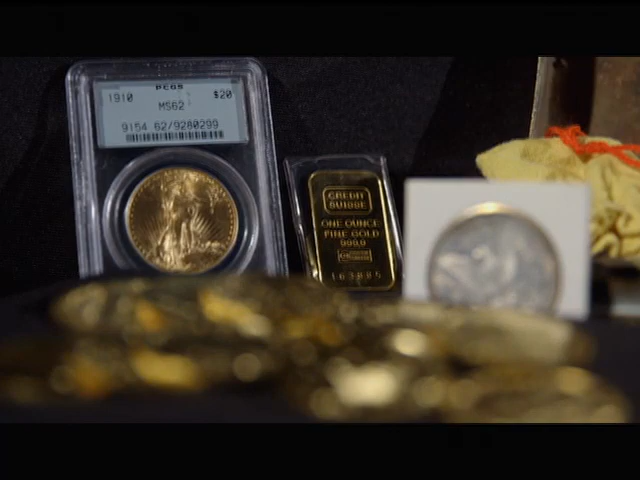 PCGS
1910 $20
MS62
9154 62/9280299
CREDIT
SUISSE
ONE OUNCE
FINE GOLD
999,9
163885